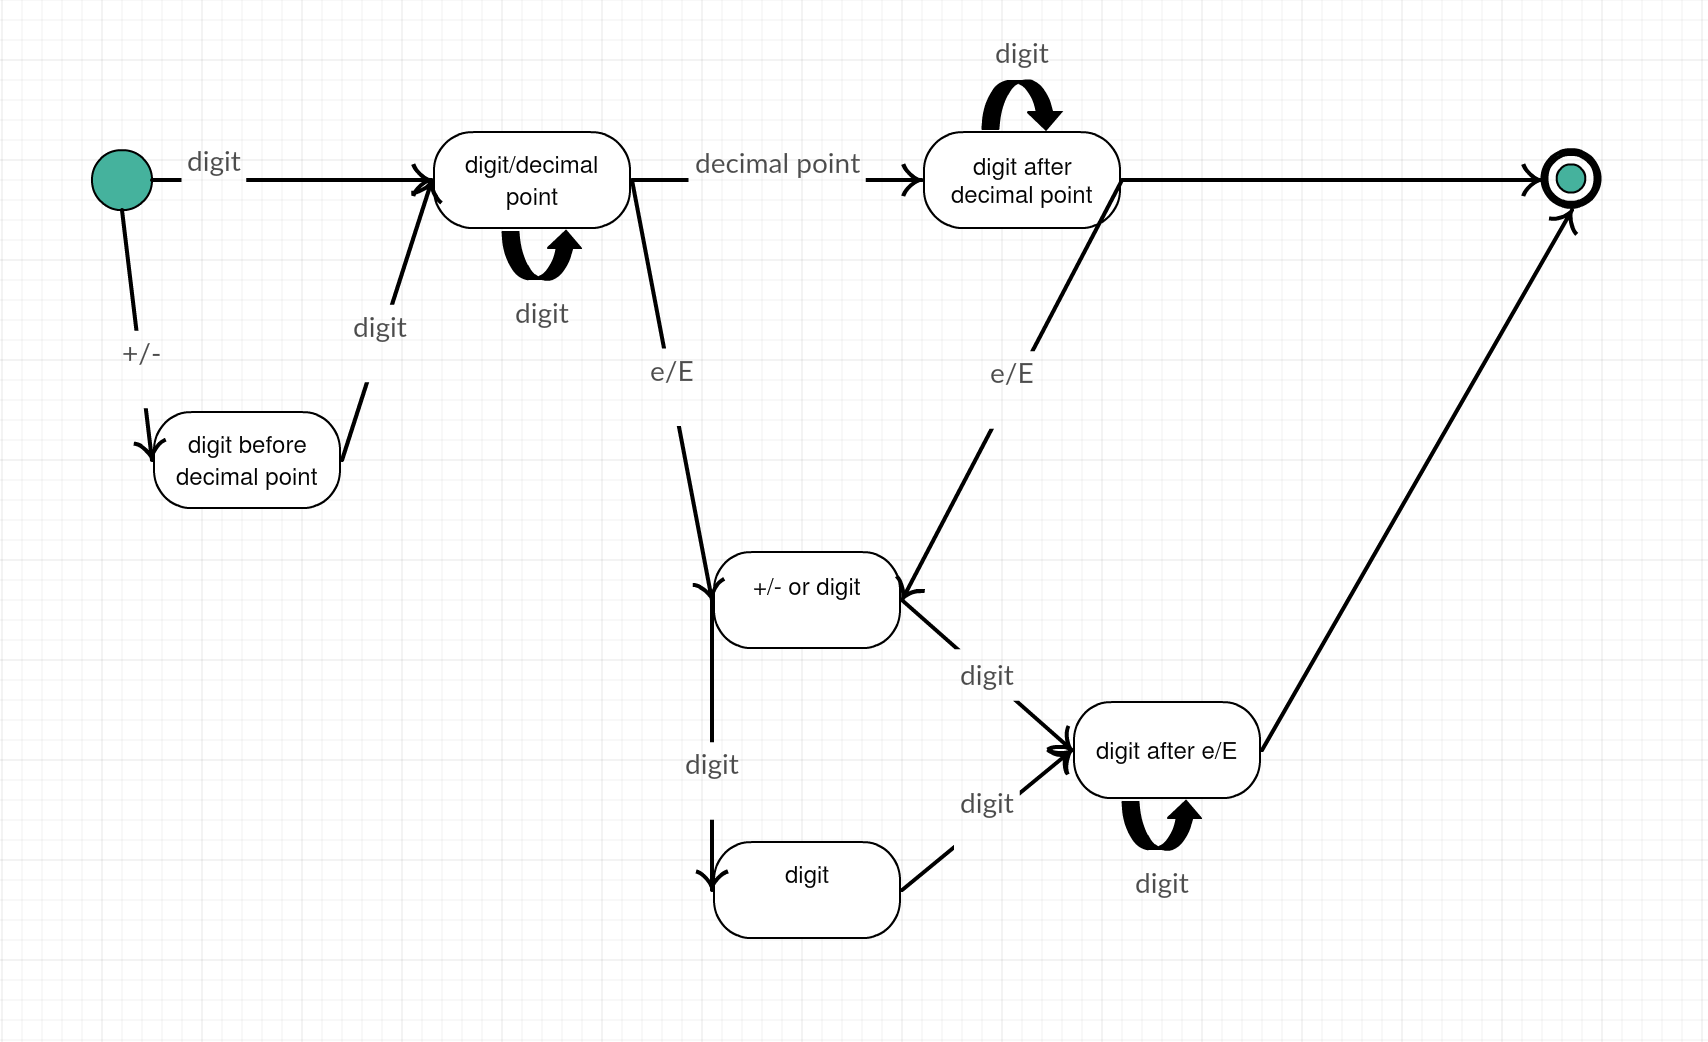 digit
digit
digit/decimal
point
decimal point
digit after
decimal point
digit
digit
+/-
e/E
e/E
digit before
decimal point
+/- or digit
digit
digit
digit after e/E
digit
digit
digit